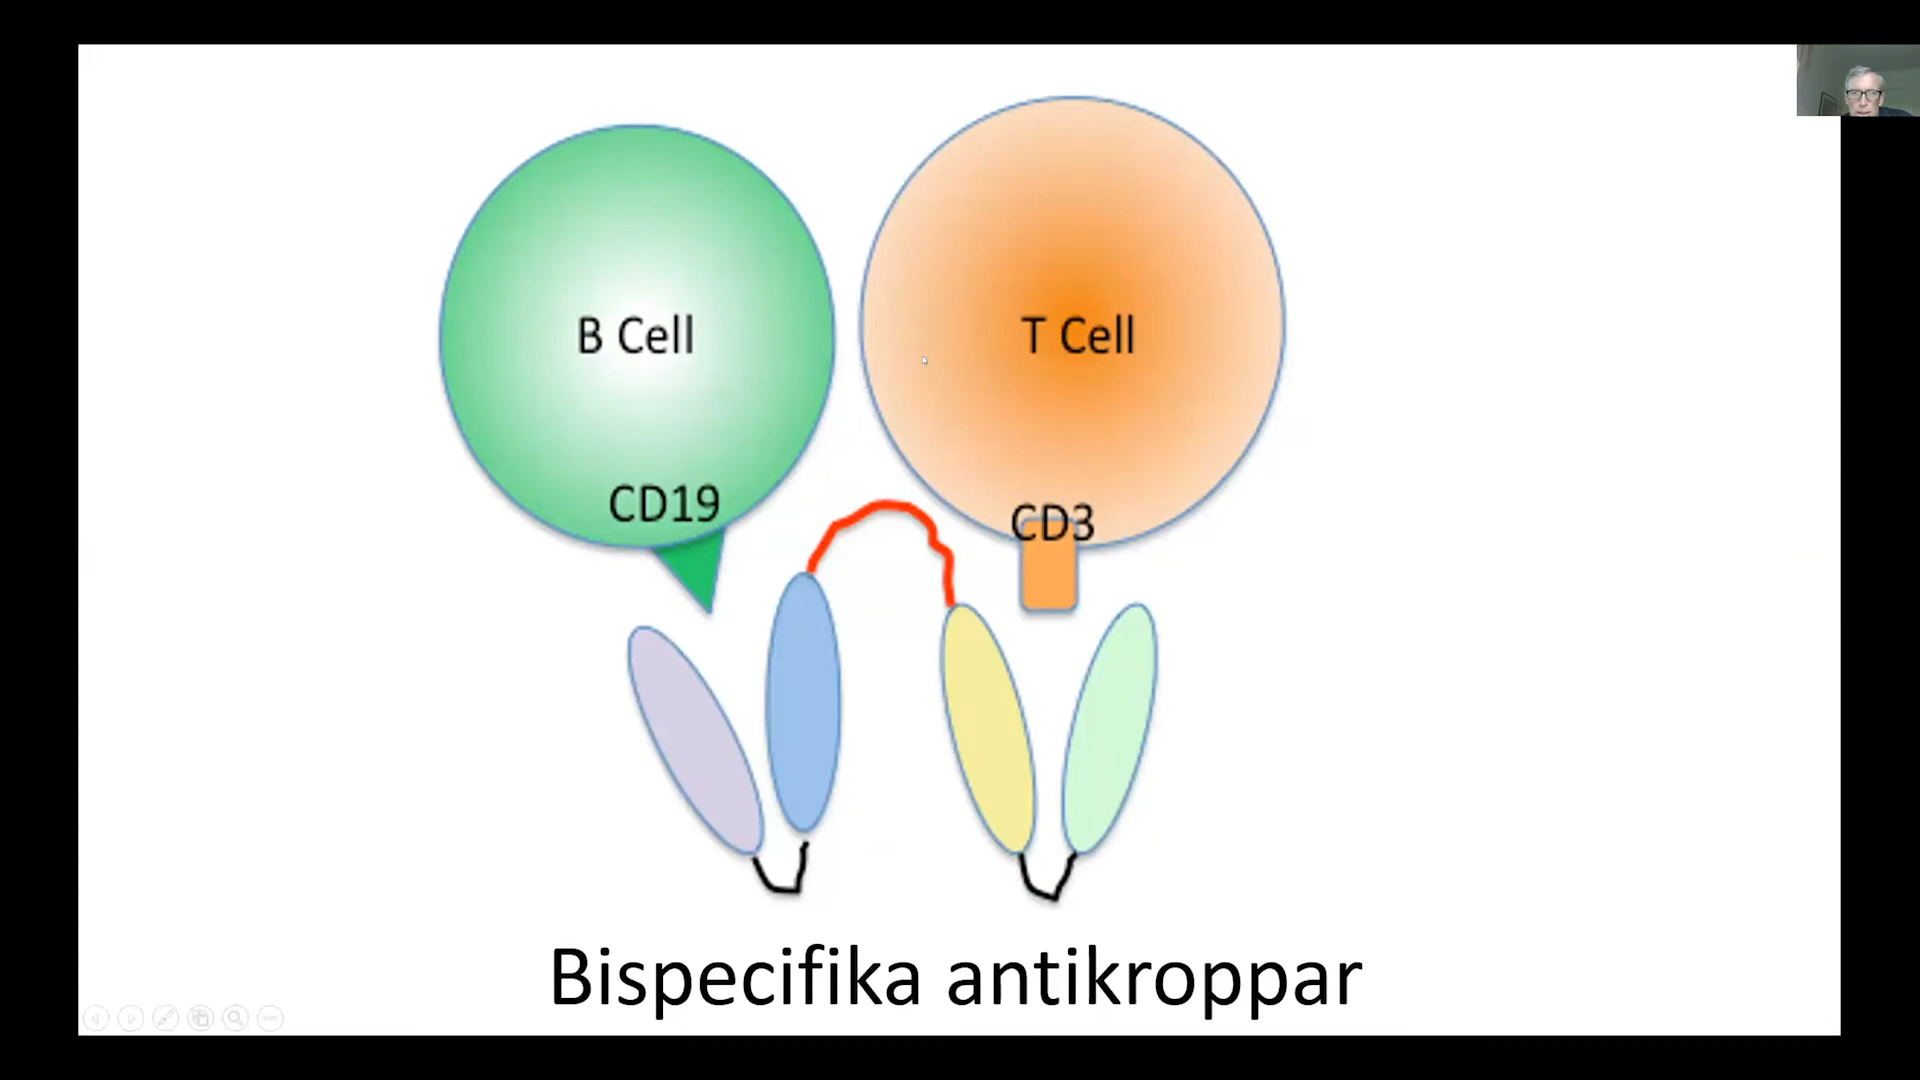 B Cell
T Cell
CD19
CD3
Bispecifika antikroppar